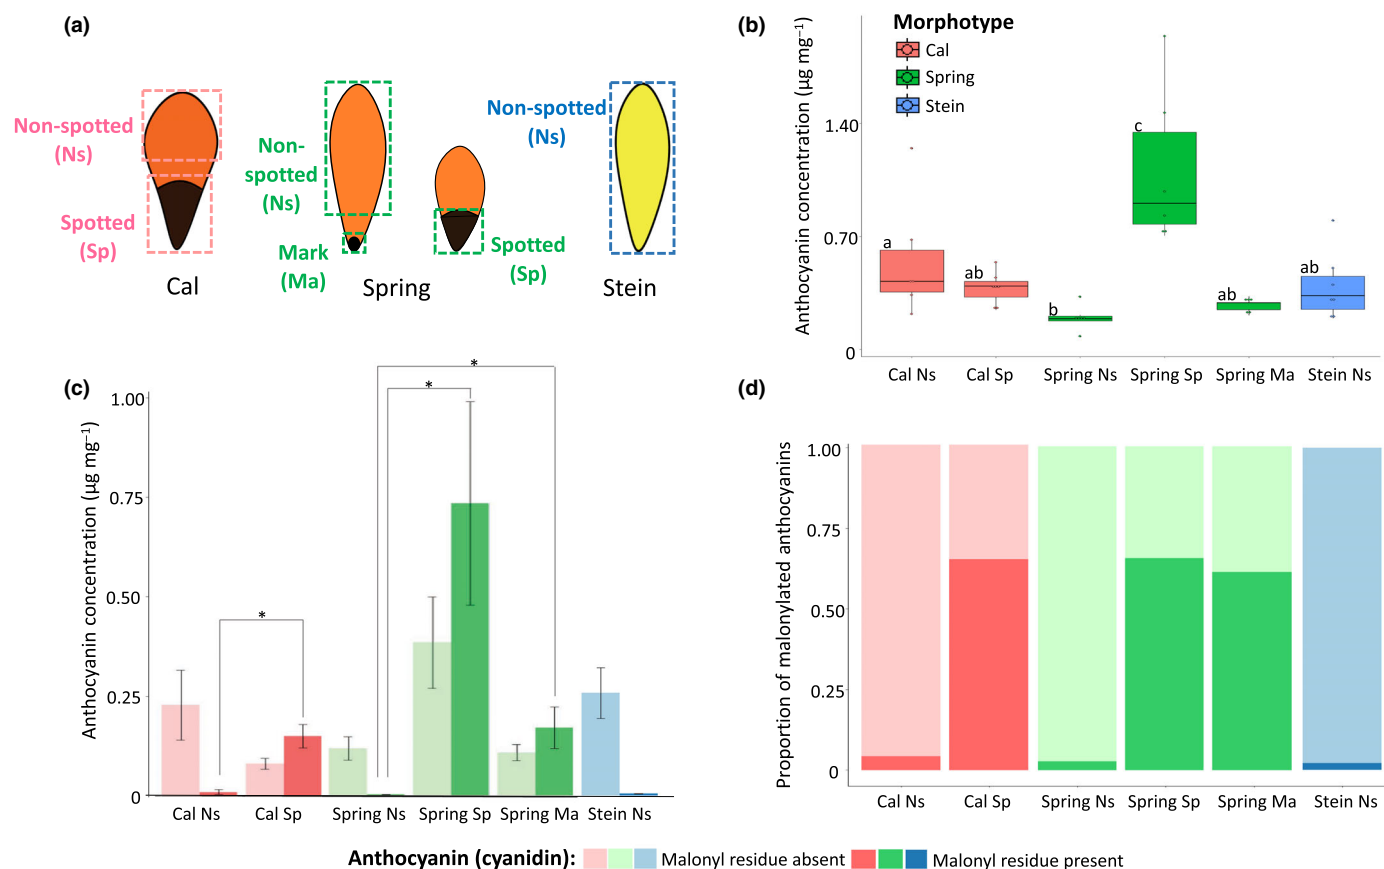 (a)
Non-spotted
(Ns)
Spotted
(Sp)
Cal
Non-
spotted
(Ns)
Mark
(Ma)
Spring
Spotted
(Sp)
Non-spotted
(Ns)
Stein
(b)
Anthocyanin concentration (µg mg⁻¹)
Morphotype
Cal
Spring
Stein
1.40
0.70
0
a
ab
b
c
ab
ab
Cal Ns
Cal Sp
Spring Ns
Spring Sp
Spring Ma
Stein Ns
(c)
Anthocyanin concentration (µg mg⁻¹)
1.00
0.75
0.50
0.25
0
*
*
*
Cal Ns
Cal Sp
Spring Ns
Spring Sp
Spring Ma
Stein Ns
(d)
Proportion of malonylated anthocyanins
1.00
0.75
0.50
0.25
0
Cal Ns
Cal Sp
Spring Ns
Spring Sp
Spring Ma
Stein Ns
Anthocyanin (cyanidin): Malonyl residue absent Malonyl residue present